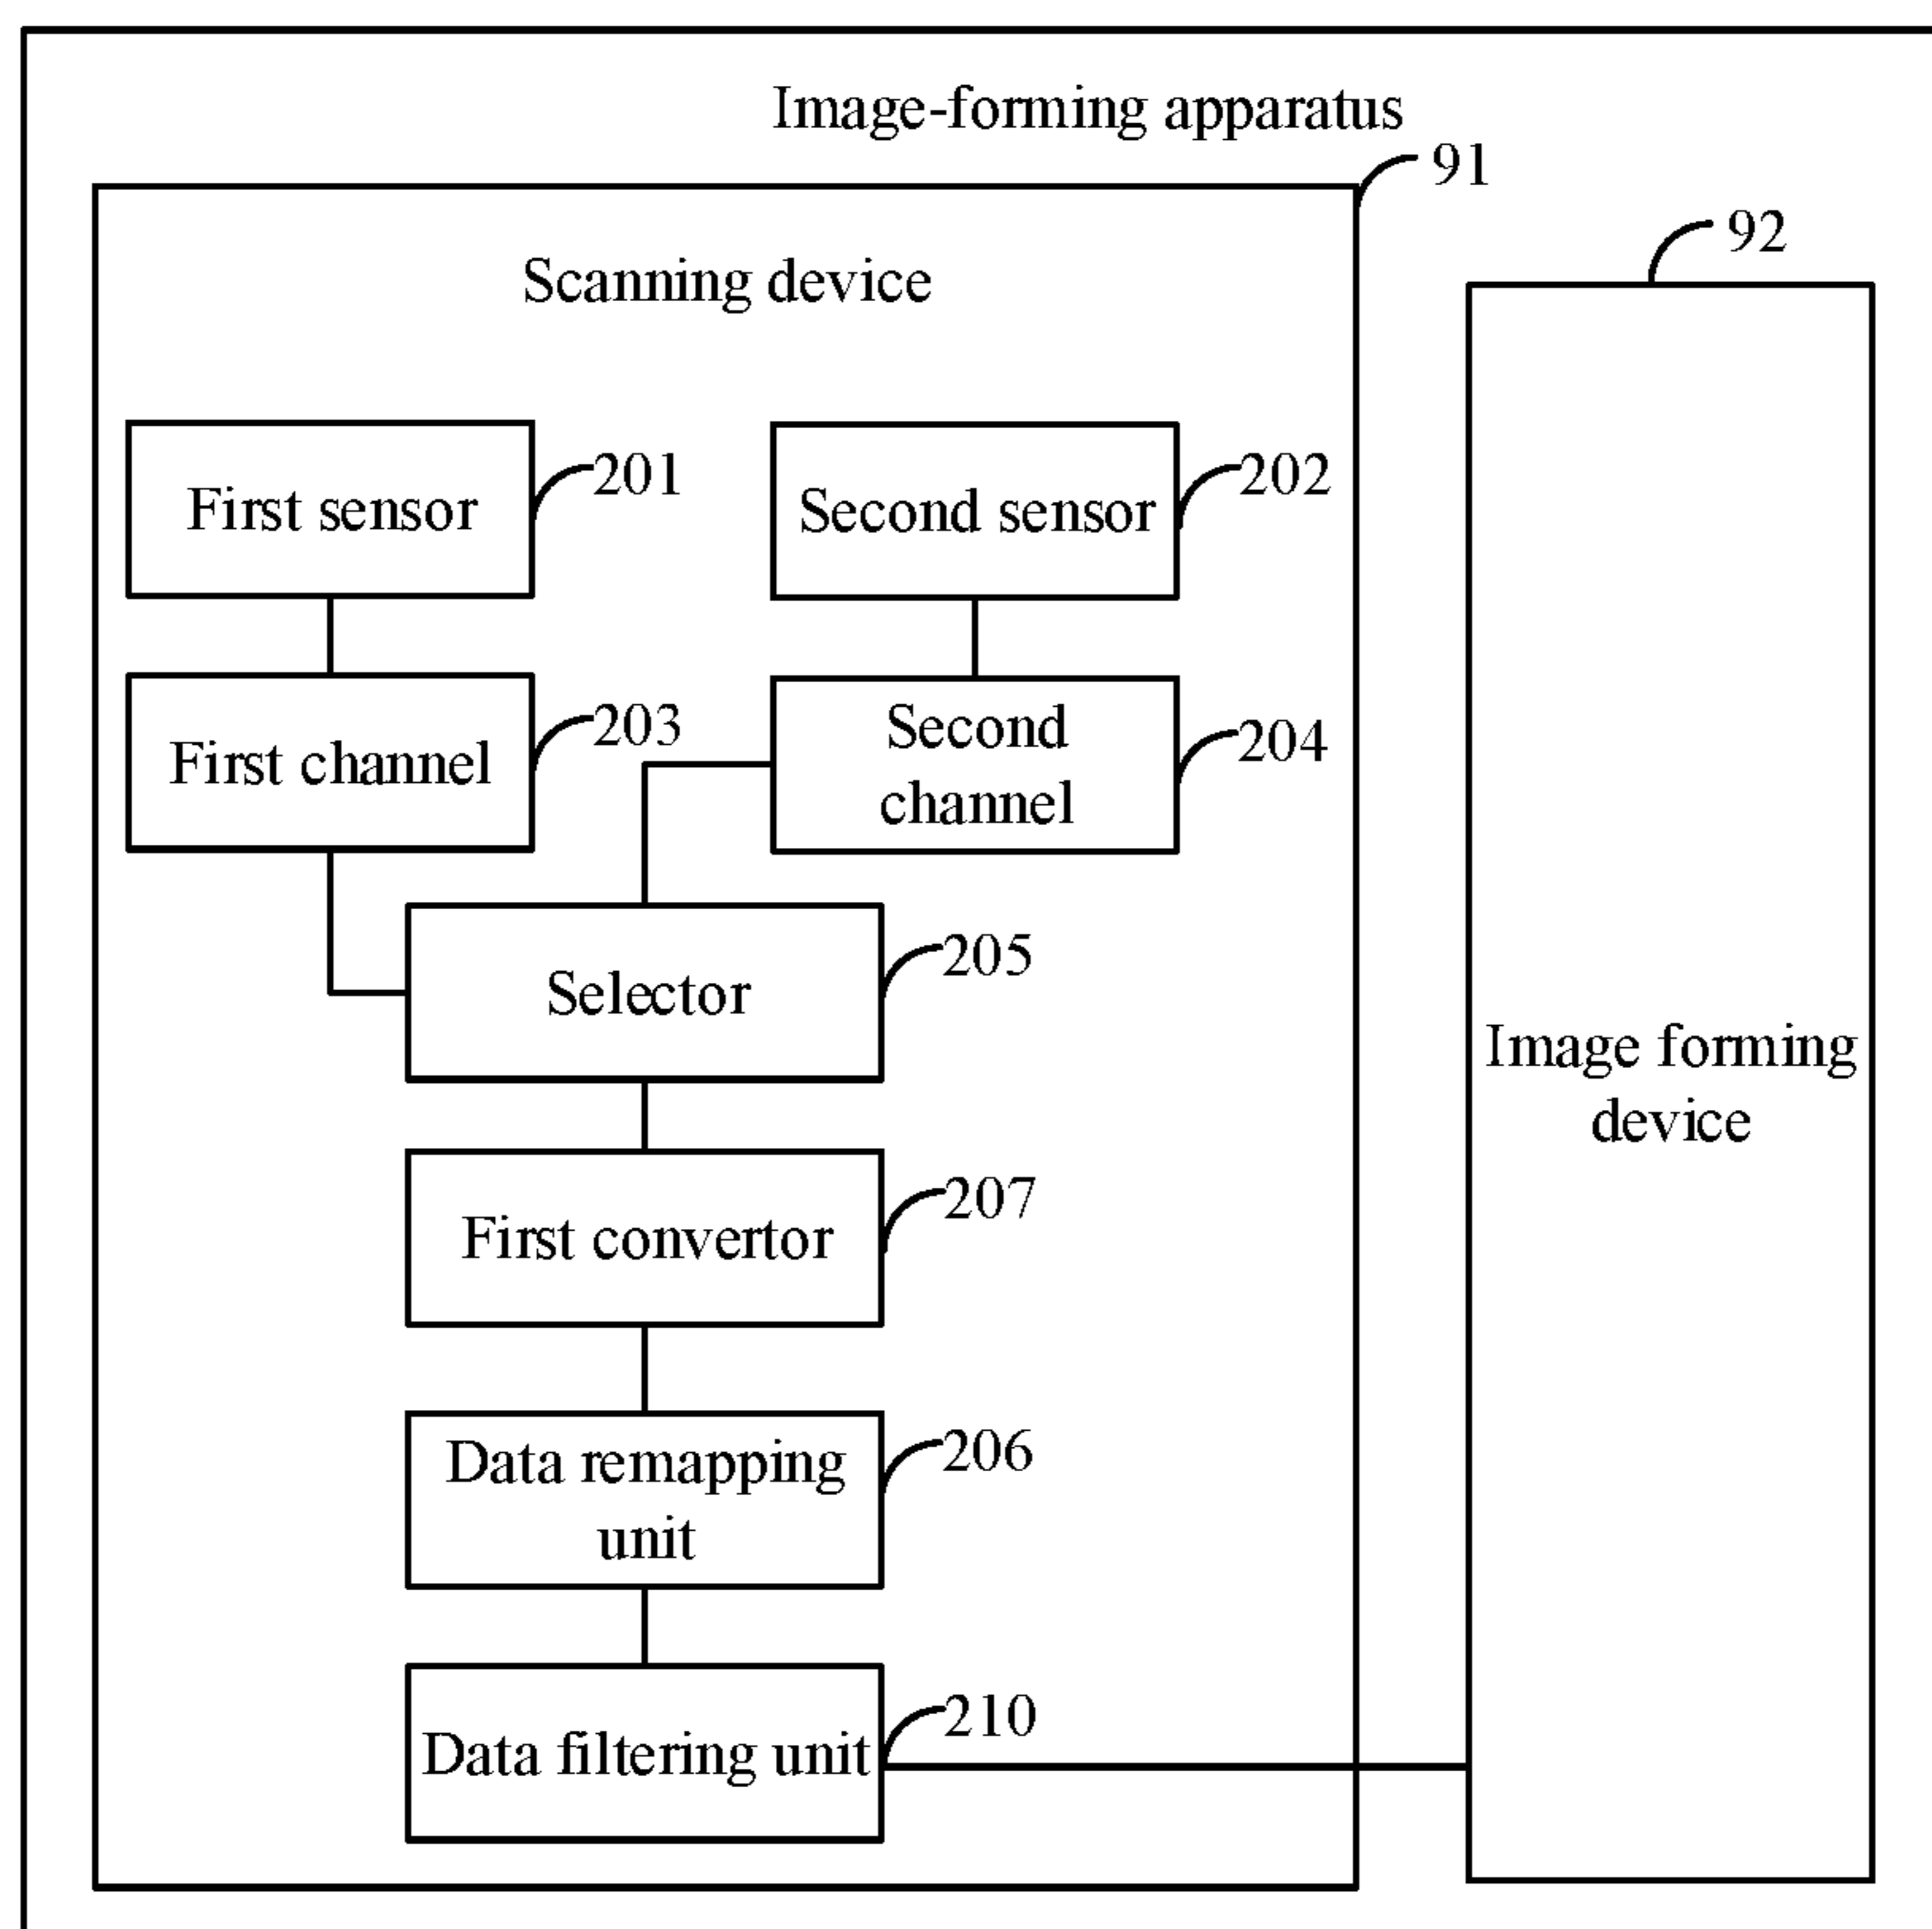 Image-forming apparatus
91
92
Scanning device
First sensor
201
Second sensor
202
First channel
203
Second
channel
204
Selector
205
First convertor
207
Image forming
device
Data remapping
unit
206
Data filtering unit
210